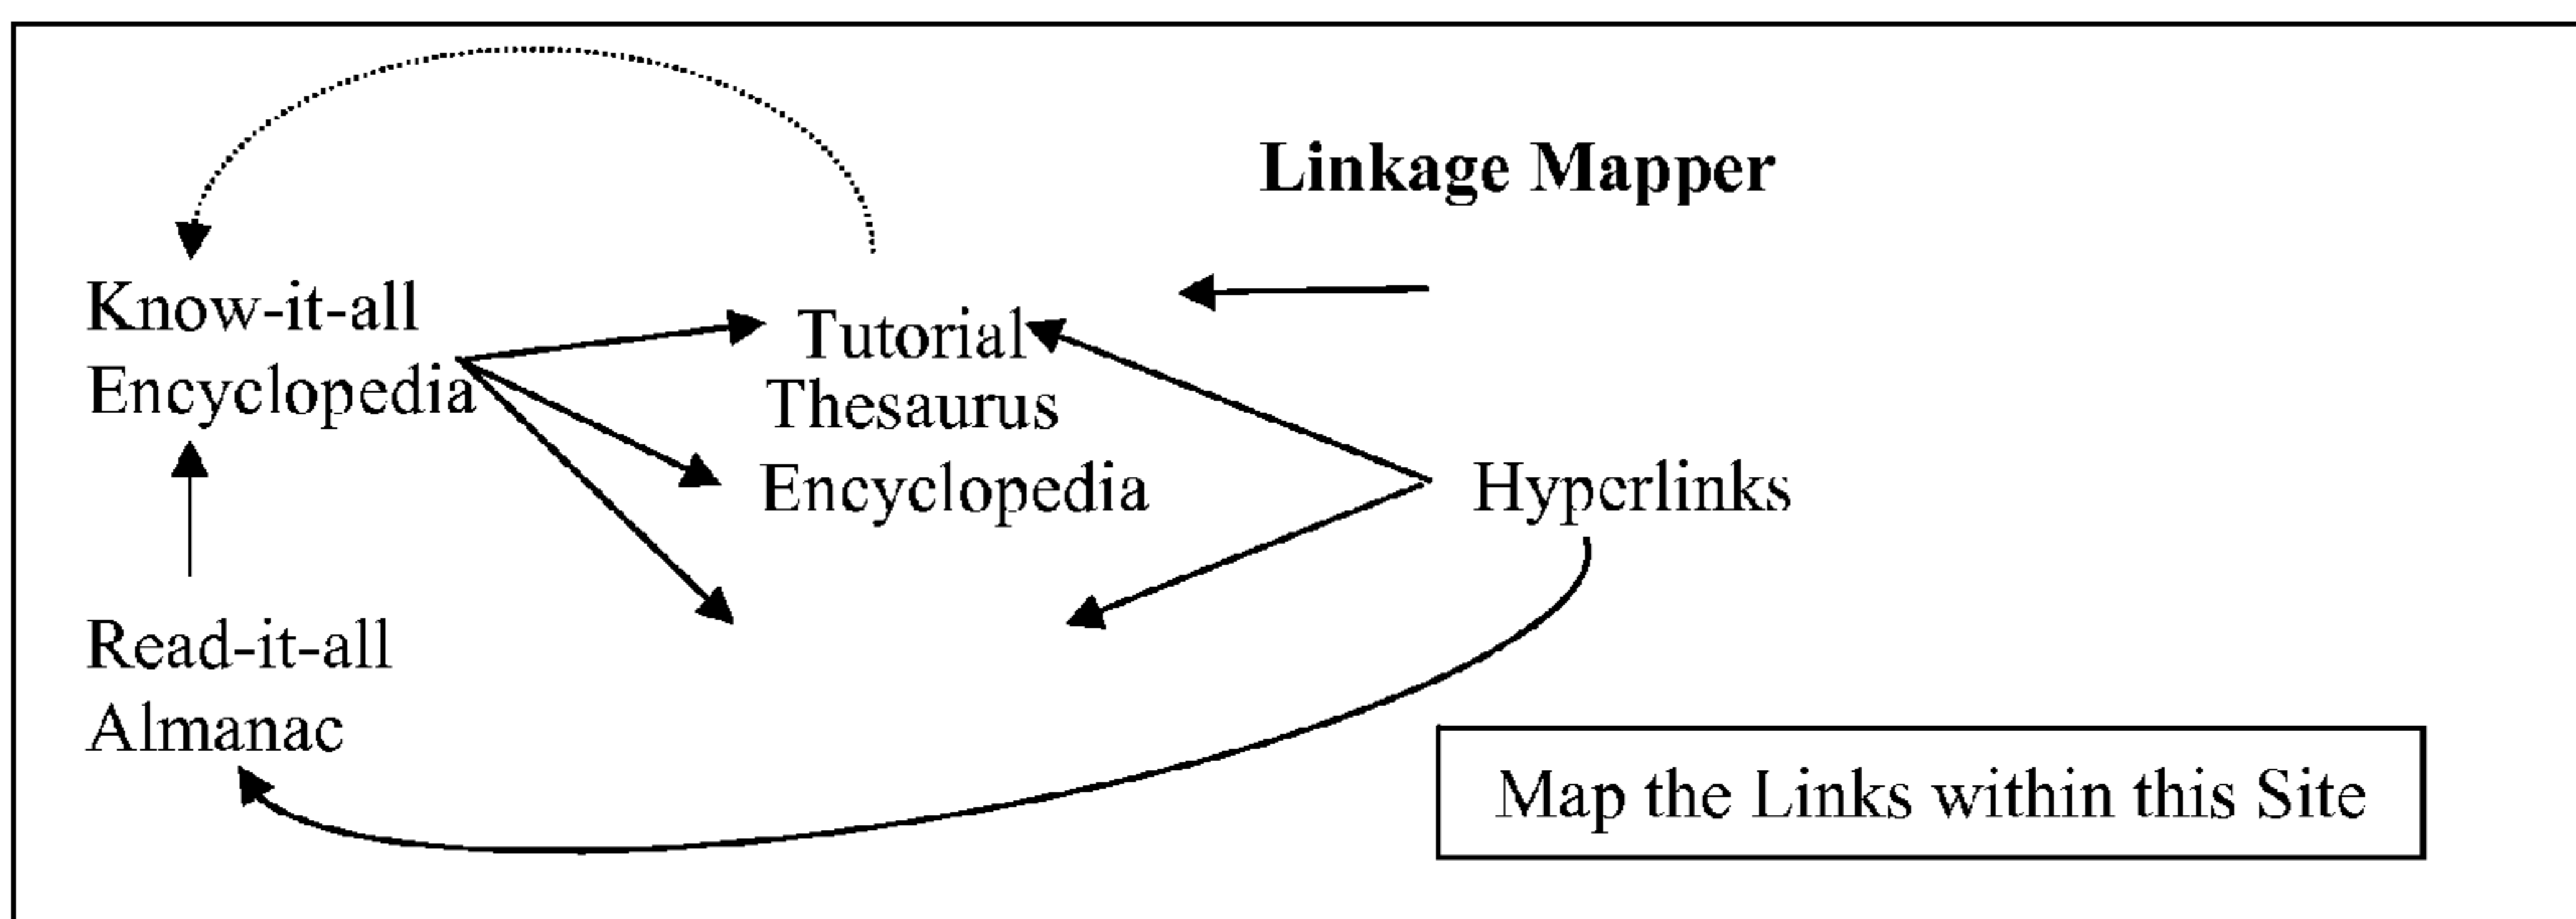 Linkage Mapper
Know-it-all
Encyclopedia
Tutorial
Thesaurus
Encyclopedia
Hyperlinks
Read-it-all
Almanac
Map the Links within this Site